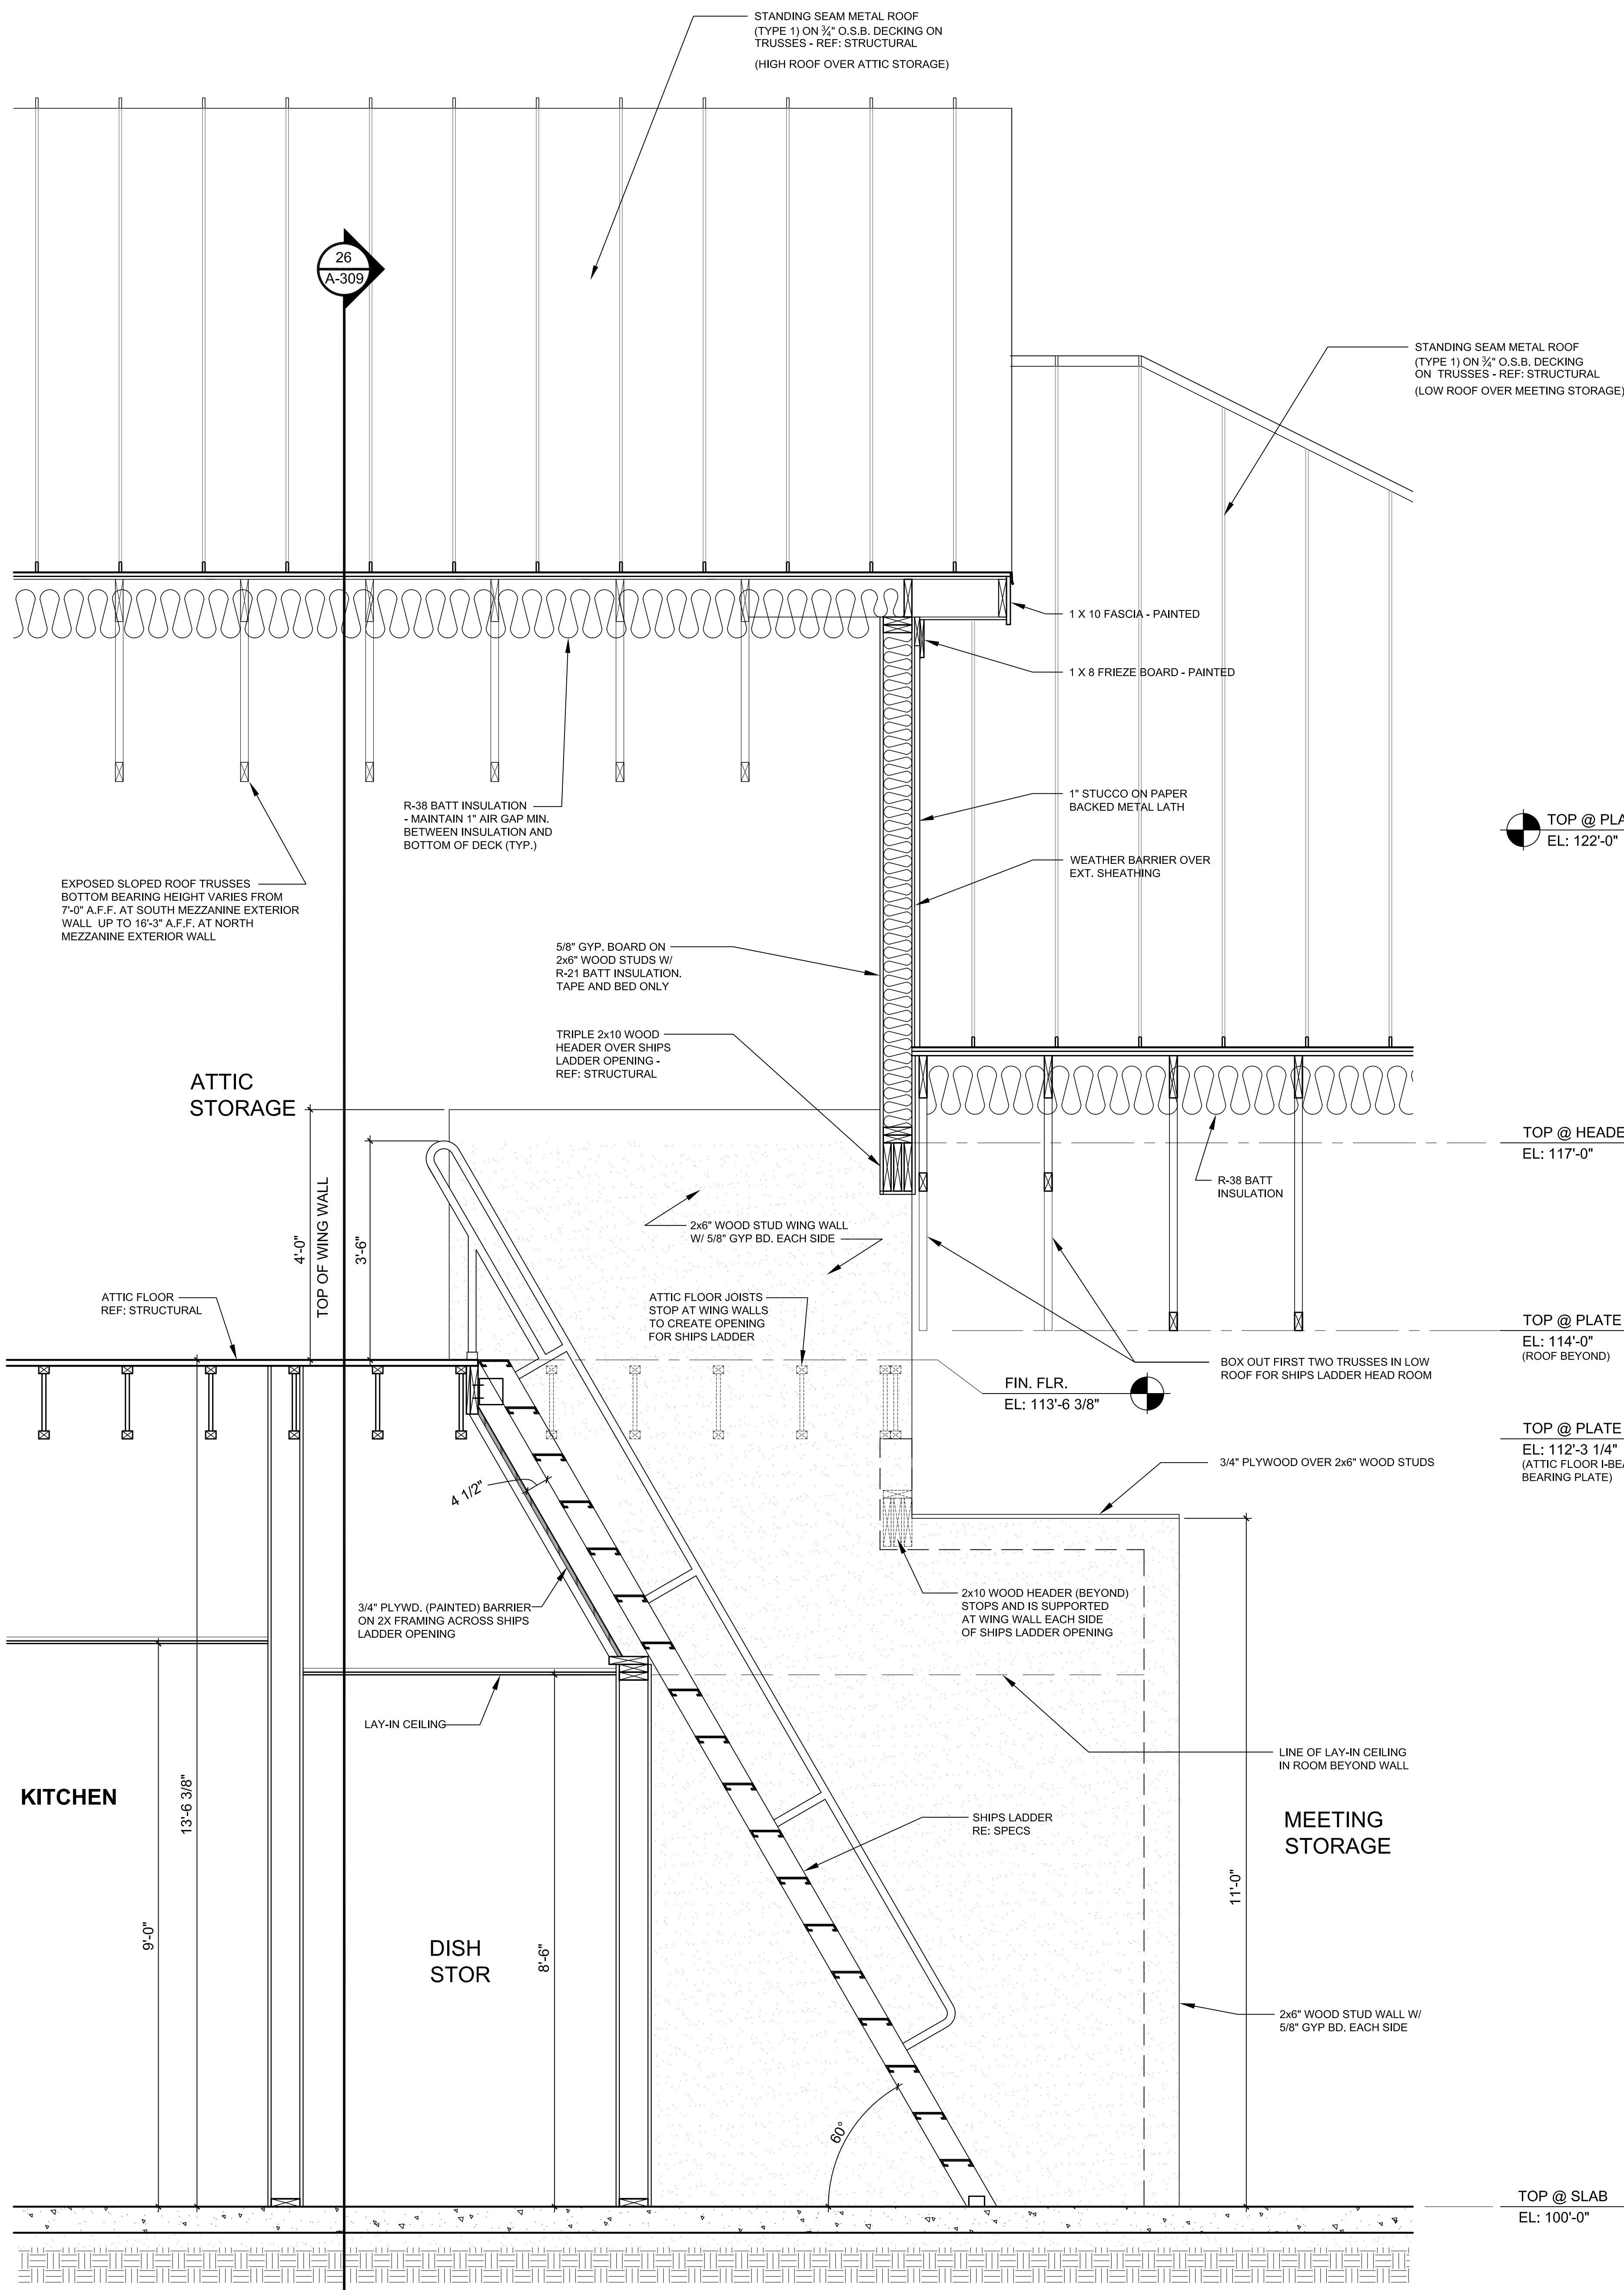 STANDING SEAM METAL ROOF
(TYPE 1) ON ¾" O.S.B. DECKING ON
TRUSSES - REF: STRUCTURAL
(HIGH ROOF OVER ATTIC STORAGE)
26
A-309
STANDING SEAM METAL ROOF
(TYPE 1) ON ¾" O.S.B. DECKING
ON TRUSSES - REF: STRUCTURAL
(LOW ROOF OVER MEETING STORAGE)
1 X 10 FASCIA - PAINTED
1 X 8 FRIEZE BOARD - PAINTED
R-38 BATT INSULATION
- MAINTAIN 1" AIR GAP MIN.
BETWEEN INSULATION AND
BOTTOM OF DECK (TYP.)
1" STUCCO ON PAPER
BACKED METAL LATH
TOP @ PLA
EL: 122'-0"
WEATHER BARRIER OVER
EXT. SHEATHING
EXPOSED SLOPED ROOF TRUSSES
BOTTOM BEARING HEIGHT VARIES FROM
7'-0" A.F.F. AT SOUTH MEZZANINE EXTERIOR
WALL UP TO 16'-3" A.F.F. AT NORTH
MEZZANINE EXTERIOR WALL
5/8" GYP. BOARD ON
2x6" WOOD STUDS W/
R-21 BATT INSULATION.
TAPE AND BED ONLY
TRIPLE 2x10 WOOD
HEADER OVER SHIPS
LADDER OPENING -
REF: STRUCTURAL
ATTIC
STORAGE
TOP @ HEADE
EL: 117'-0"
R-38 BATT
INSULATION
4'-0"
TOP OF WING WALL
3'-6"
2x6" WOOD STUD WING WALL
W/ 5/8" GYP BD. EACH SIDE
ATTIC FLOOR
REF: STRUCTURAL
ATTIC FLOOR JOISTS
STOP AT WING WALLS
TO CREATE OPENING
FOR SHIPS LADDER
TOP @ PLATE
EL: 114'-0"
(ROOF BEYOND)
BOX OUT FIRST TWO TRUSSES IN LOW
ROOF FOR SHIPS LADDER HEAD ROOM
FIN. FLR.
EL: 113'-6 3/8"
TOP @ PLATE
EL: 112'-3 1/4"
(ATTIC FLOOR I-BEA
BEARING PLATE)
3/4" PLYWOOD OVER 2x6" WOOD STUDS
4 1/2"
3/4" PLYWD. (PAINTED) BARRIER
ON 2X FRAMING ACROSS SHIPS
LADDER OPENING
2x10 WOOD HEADER (BEYOND)
STOPS AND IS SUPPORTED
AT WING WALL EACH SIDE
OF SHIPS LADDER OPENING
LAY-IN CEILING
LINE OF LAY-IN CEILING
IN ROOM BEYOND WALL
KITCHEN
13'-6 3/8"
SHIPS LADDER
RE: SPECS
MEETING
STORAGE
11'-0"
9'-0"
DISH
STOR
8'-6"
2x6" WOOD STUD WALL W/
5/8" GYP BD. EACH SIDE
60°
TOP @ SLAB
EL: 100'-0"